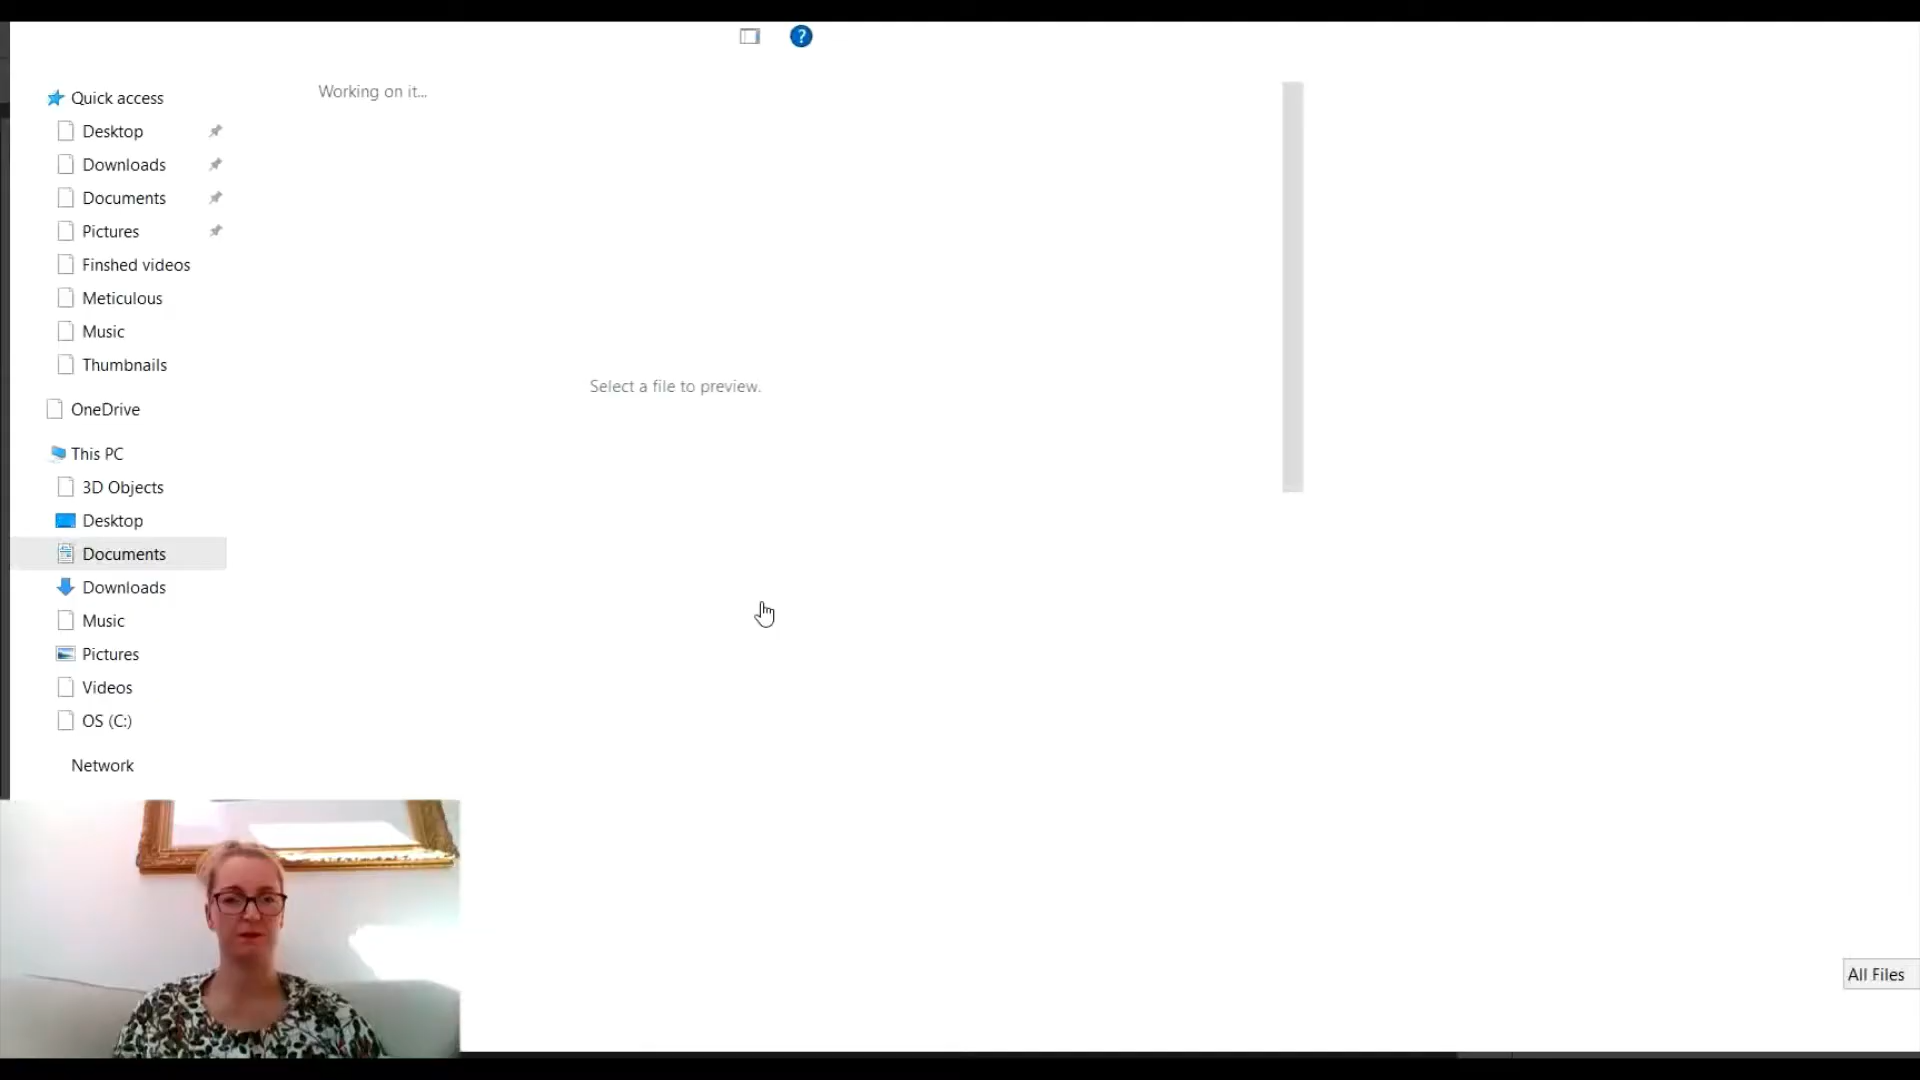 ?
Quick access
Working on it...
Desktop
Downloads
Documents
Pictures
Finshed videos
Meticulous
Music
Thumbnails
Select a file to preview.
OneDrive
This PC
3D Objects
Desktop
Documents
Downloads
Music
Pictures
Videos
OS (C:)
Network
All Files